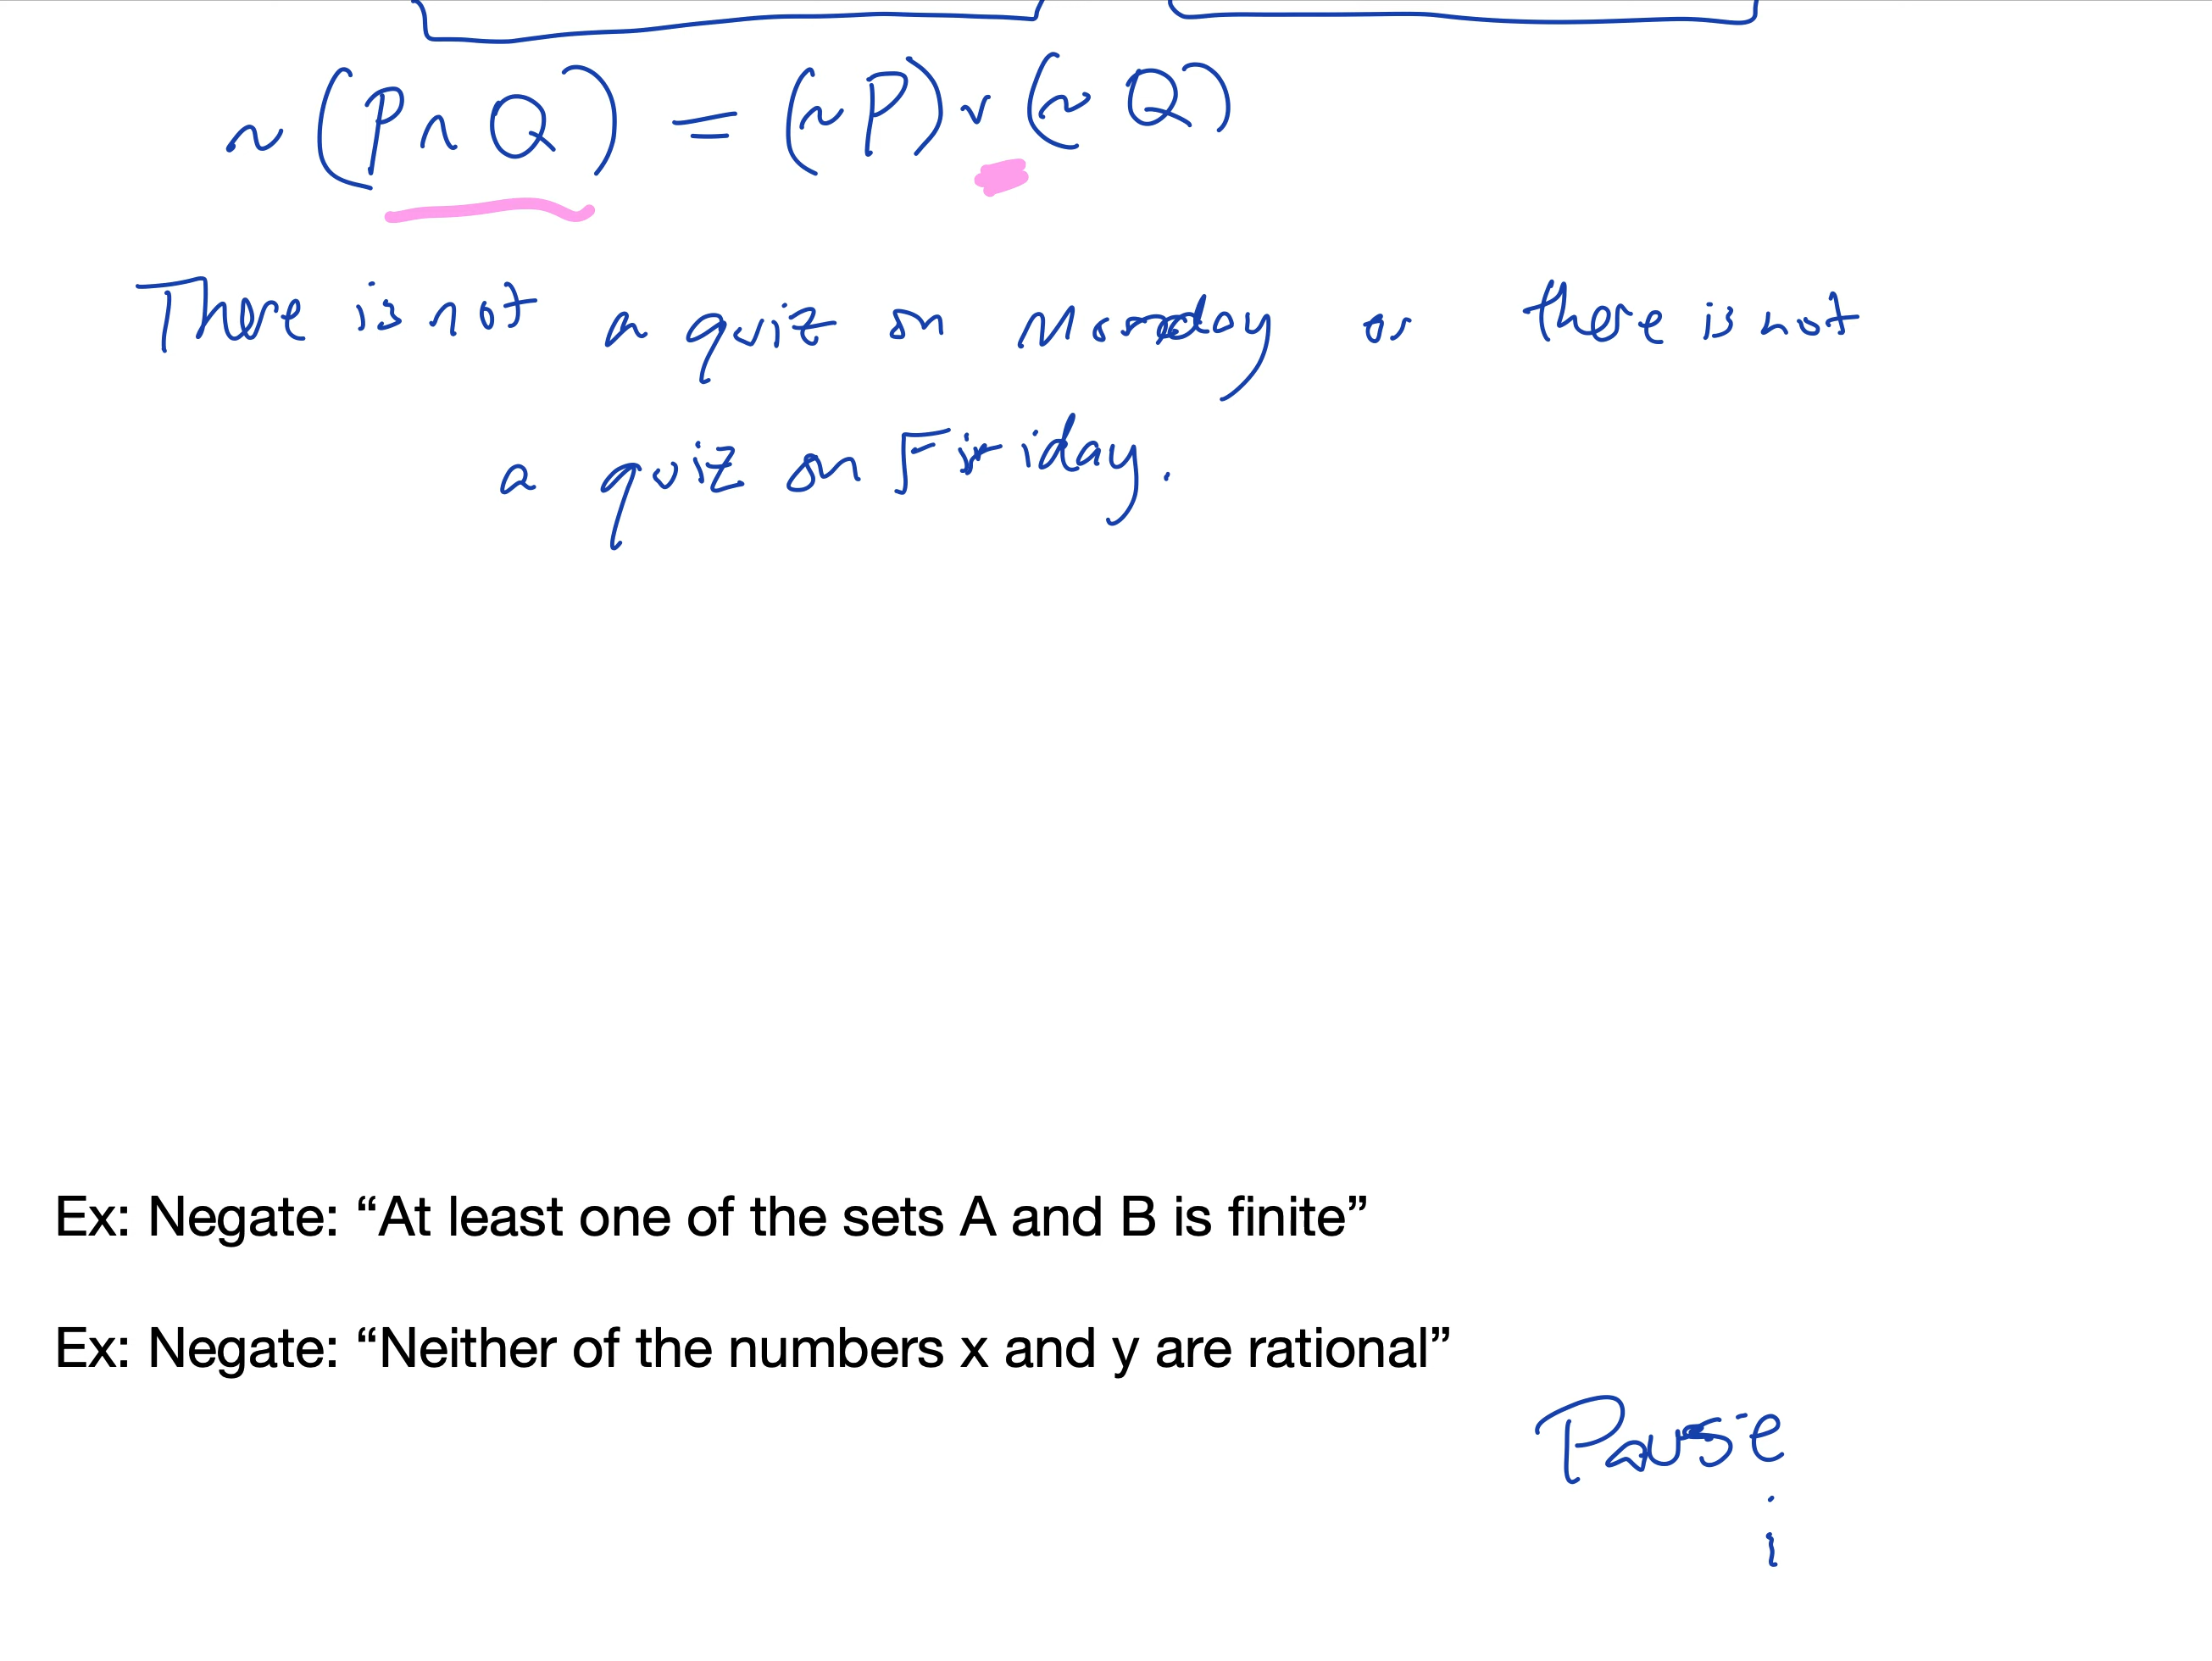 ~(P∧Q) = (~P)∨(~Q)
There is not a quiz on Monday or there is not
a quiz on Friday.
Ex: Negate: “At least one of the sets A and B is finite”
Ex: Negate: “Neither of the numbers x and y are rational”
Pause